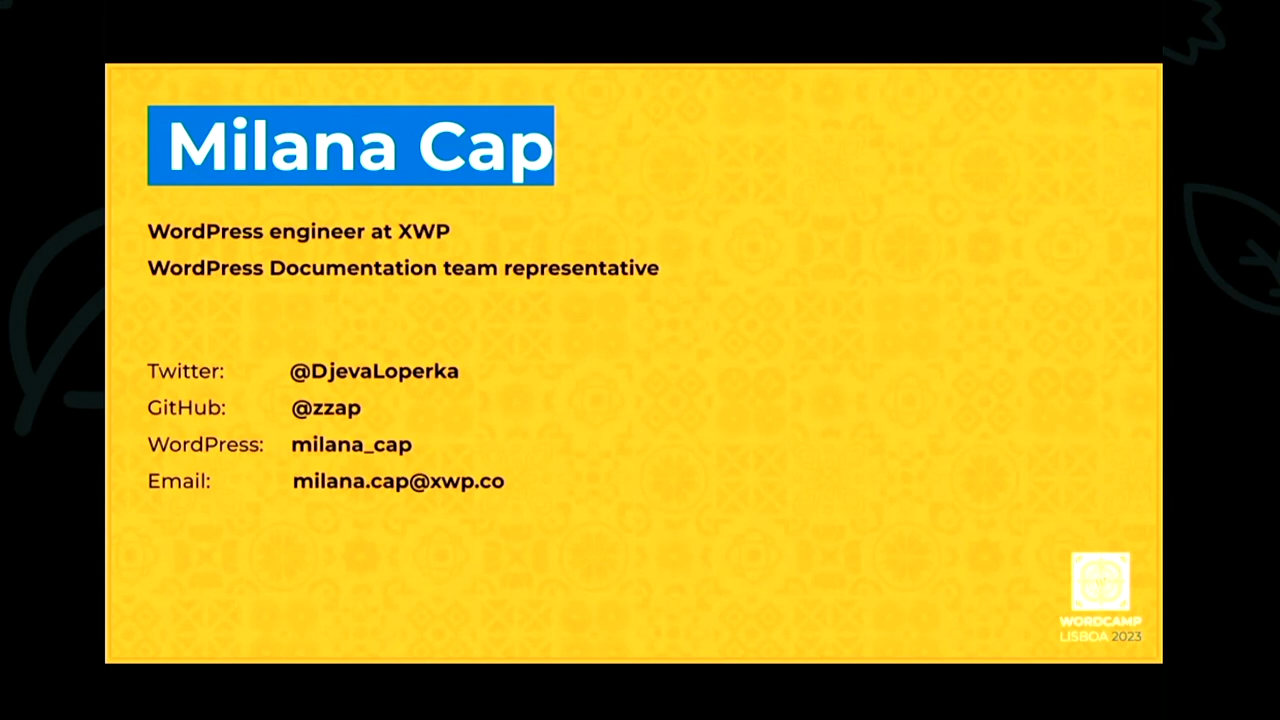 Milana Cap
WordPress engineer at XWP
WordPress Documentation team representative
Twitter: @DjevaLoperka
GitHub: @zzap
WordPress: milana_cap
Email: milana.cap@xwp.co
WORDCAMP
LISBOA 2023